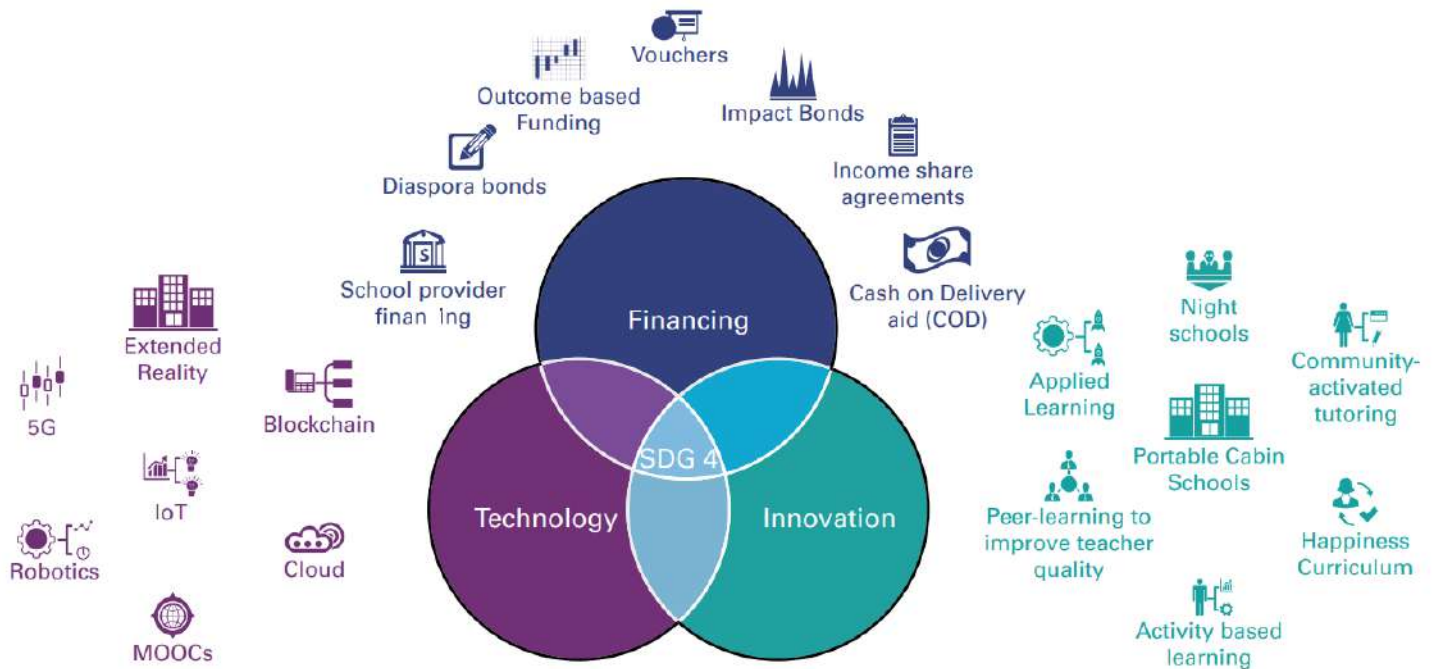 Vouchers
Outcome based
Funding
Impact Bonds
Diaspora bonds
Income share
agreements
School provider
finan ing
Cash on Delivery
aid (COD)
Financing
Technology
SDG 4
Innovation
Extended
Reality
5G
Blockchain
IoT
Robotics
Cloud
MOOCs
Night
schools
Applied
Learning
Community-
activated
tutoring
Portable Cabin
Schools
Peer-learning to
improve teacher
quality
Happiness
Curriculum
Activity based
learning
S